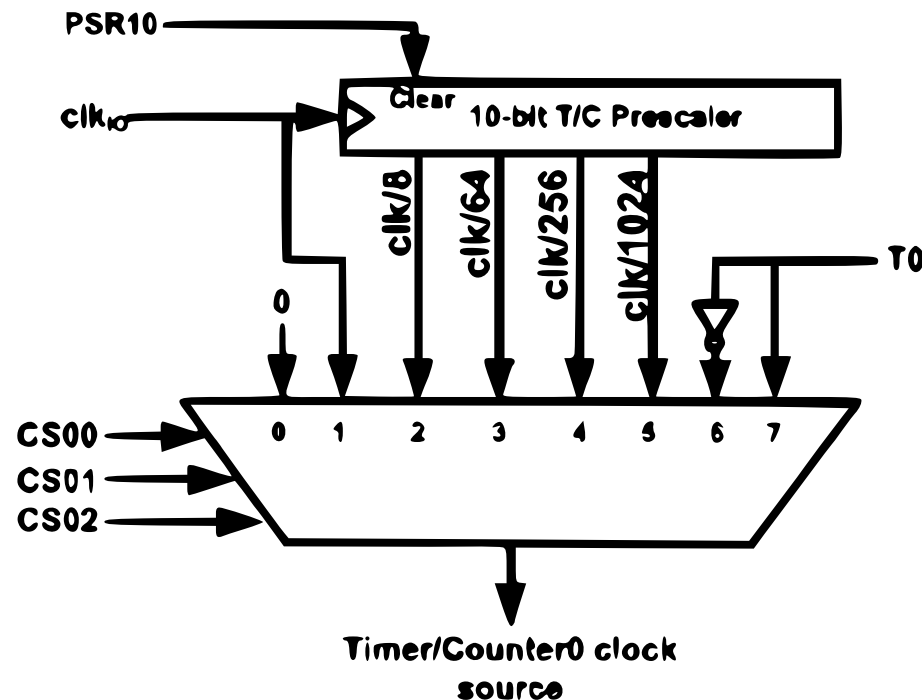 PSR10
Clear
clkIO
10-bit T/C Prescaler
clk/8
clk/64
clk/256
clk/1024
T0
0
0 1 2 3 4 5 6 7
CS00
CS01
CS02
Timer/Counter0 clock
source